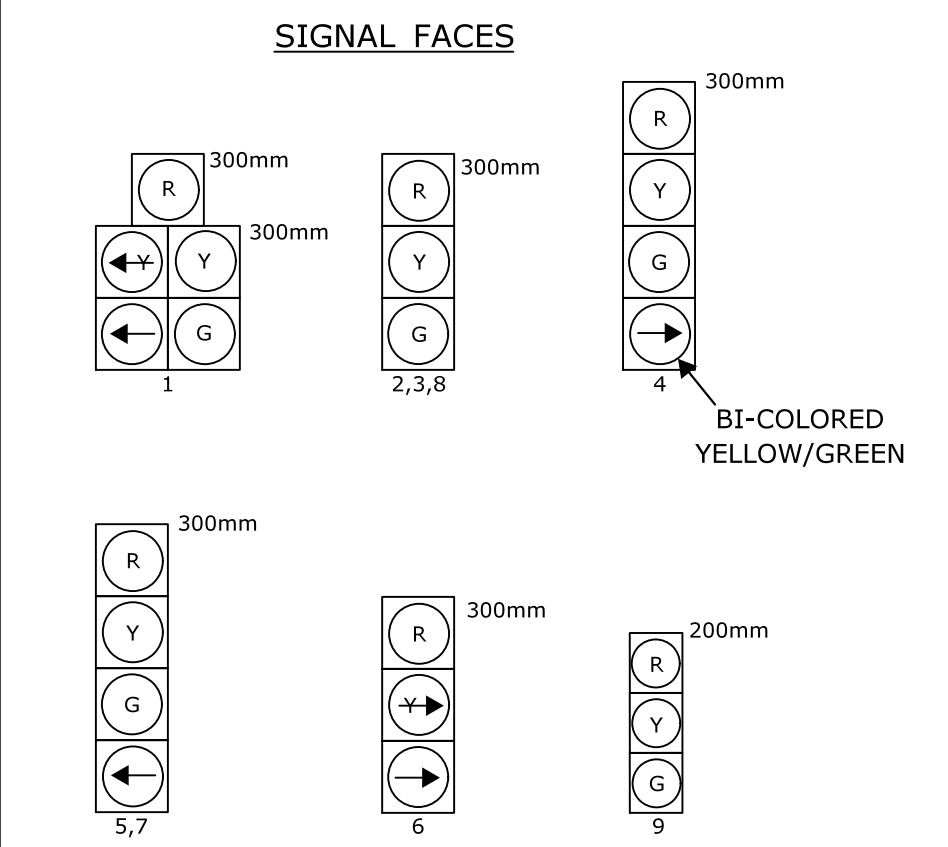 SIGNAL FACES
300mm
R
300mm
Y Y
G
1
300mm
R
Y
G
2,3,8
300mm
R
Y
G
4
BI-COLORED
YELLOW/GREEN
300mm
R
Y
G
5,7
300mm
R
Y
6
200mm
R
Y
G
9